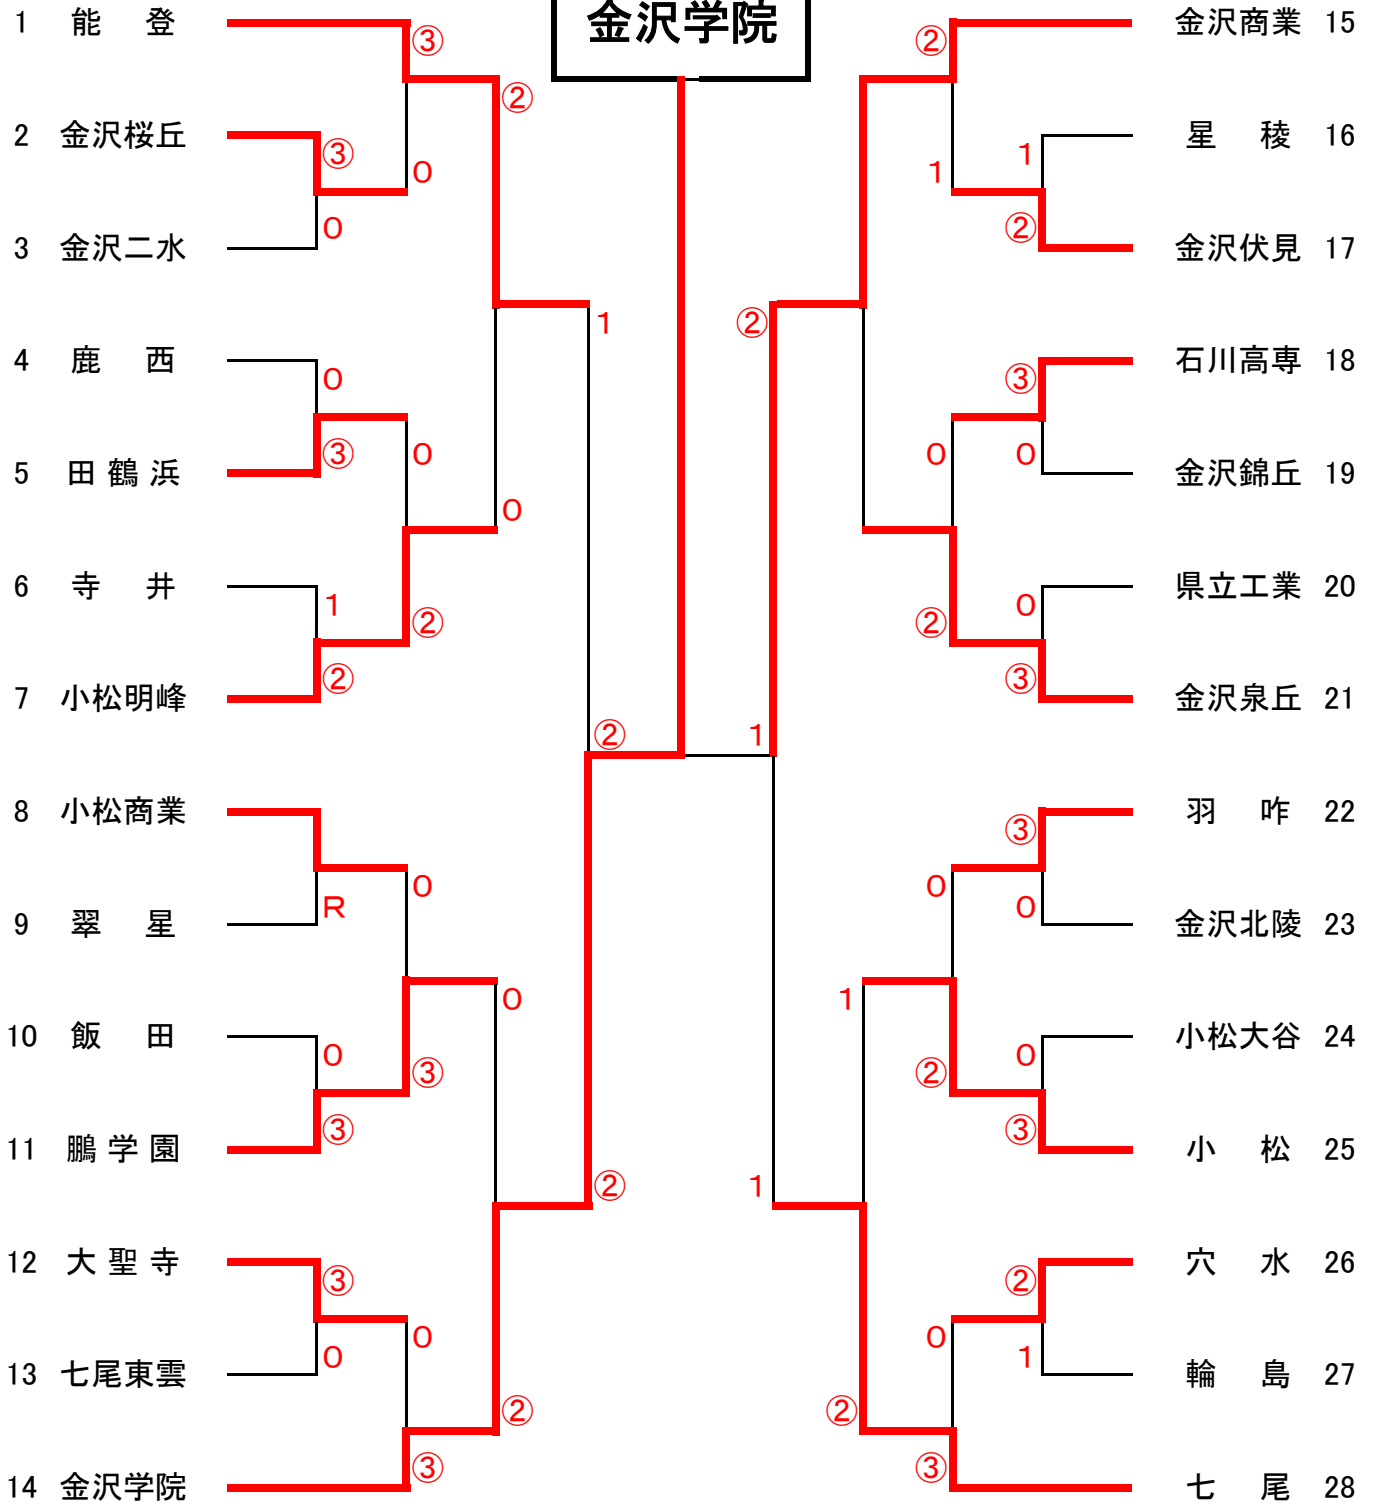 金沢学院
1 能 登 ③ ② 金沢商業 15
②
2 金沢桜丘 ③ 1 星 稜 16
0 1
0 ②
3 金沢二水 金沢伏見 17
1 ②
4 鹿 西 0 ③ 石川高専 18
5 田鶴浜 ③ 0 0 0 金沢錦丘 19
0
6 寺 井 1 ② ② 0 県立工業 20
7 小松明峰 ② ③ 金沢泉丘 21
② 1
8 小松商業 ③ 羽 咋 22
0 0
9 翠 星 R 0 金沢北陵 23
0 1
10 飯 田 0 0 小松大谷 24
③ ②
11 鵬学園 ③ ③ 小 松 25
② 1
12 大聖寺 ③ ② 穴 水 26
0 0
13 七尾東雲 0 1 輪 島 27
② ②
③ ③
14 金沢学院 七 尾 28